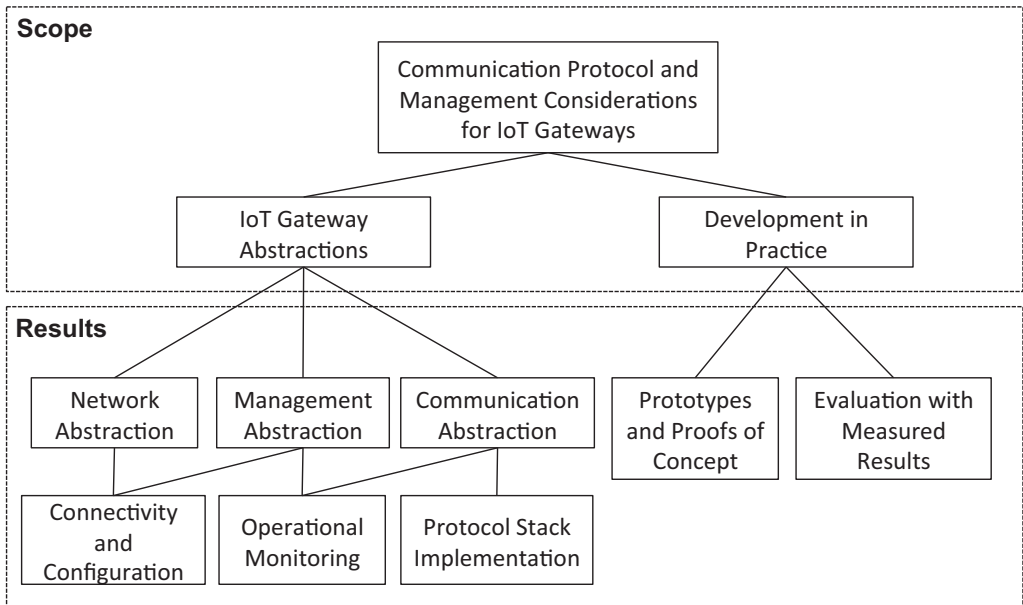 Scope
Communication Protocol and
Management Considerations
for IoT Gateways
IoT Gateway
Abstractions
Development in
Practice
Results
Network
Abstraction
Management
Abstraction
Communication
Abstraction
Prototypes
and Proofs of
Concept
Evaluation with
Measured
Results
Connectivity
and
Configuration
Operational
Monitoring
Protocol Stack
Implementation